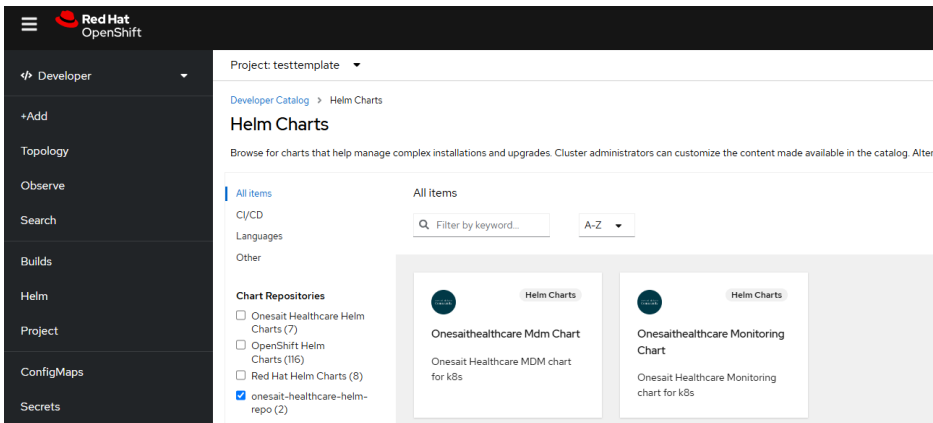 Red Hat
OpenShift
</> Developer
+Add
Topology
Observe
Search
Builds
Helm
Project
ConfigMaps
Secrets
Project: testtemplate
Developer Catalog > Helm Charts
Helm Charts
Browse for charts that help manage complex installations and upgrades. Cluster administrators can customize the content made available in the catalog. Alter
All items
CI/CD
Languages
Other
Chart Repositories
Onesait Healthcare Helm
Charts (7)
OpenShift Helm
Charts (116)
Red Hat Helm Charts (8)
onesait-healthcare-helm-
repo (2)
All items
Filter by keyword...
A-Z
Helm Charts
Onesaithealthcare Mdm Chart
Onesait Healthcare MDM chart
for k8s
Helm Charts
Onesaithealthcare Monitoring
Chart
Onesait Healthcare Monitoring
chart for k8s